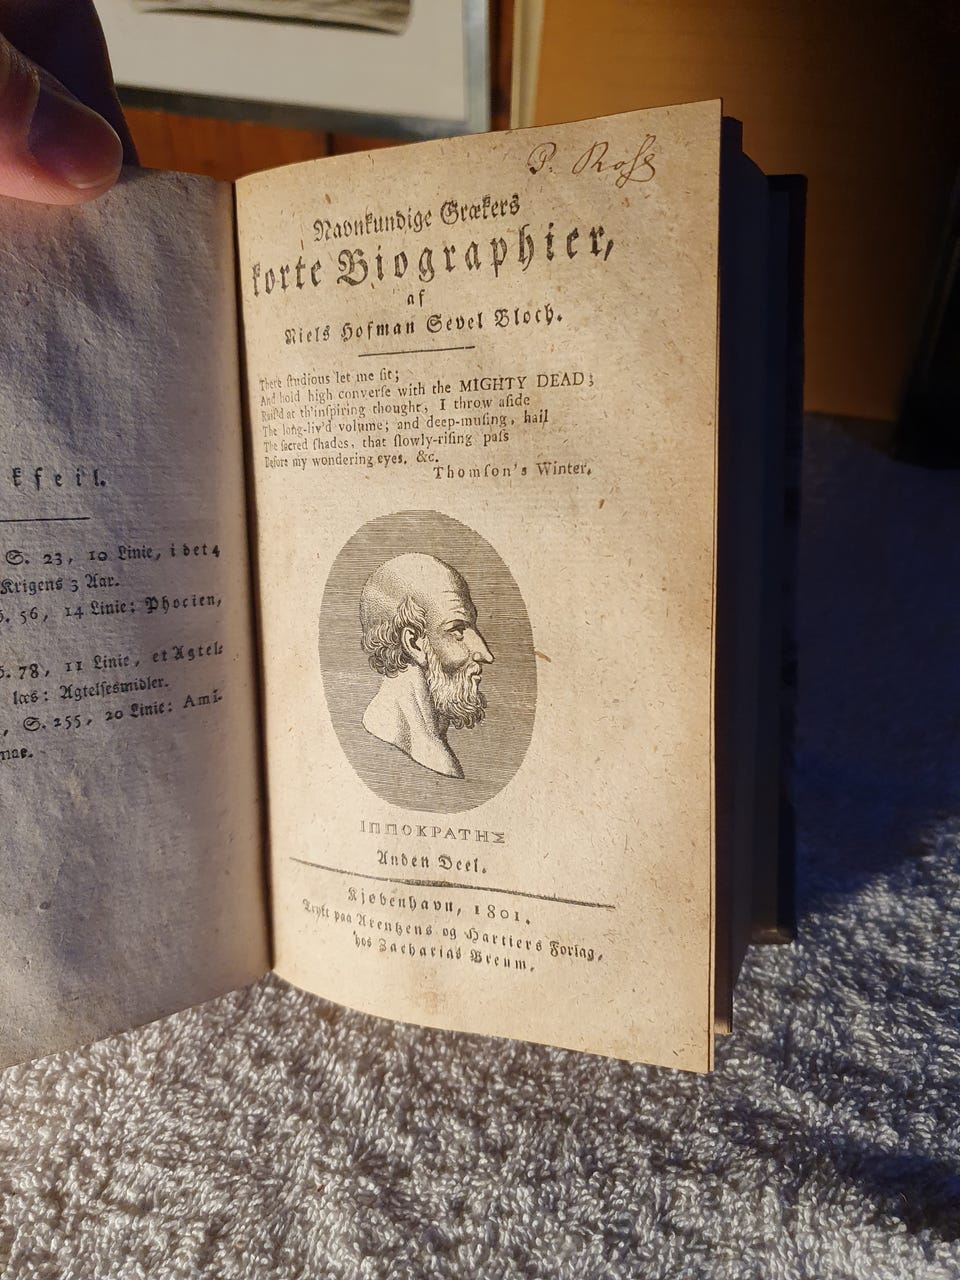 kfeil.
S. 23, 10 Linie, i det 4
Krigens 3 Aar.
S. 56, 14 Linie: Phocien,
S. 78, 11 Linie, et Agtels
læs: Agtelsesmidler.
, S. 255, 20 Linie: Ami-
nae.
P. Roſs
Navnkundige Grækers
korte Biographier,
af
Niels Hofman Sevel Bloch.
There ſtudious let me ſit;
And hold high converſe with the MIGHTY DEAD;
Raiſ'd at th'inſpiring thought, I throw aſide
The long-liv'd volume; and deep-muſing, hail
The ſacred ſhades, that ſlowly-riſing paſs
Before my wondering eyes. &c.
Thomſon's Winter.
ΙΠΠΟΚΡΑΤΗΣ
Anden Deel.
Kjøbenhavn, 1801.
Trykt paa Arentzens og Hartiers Forlag,
hos Zacharias Breum.